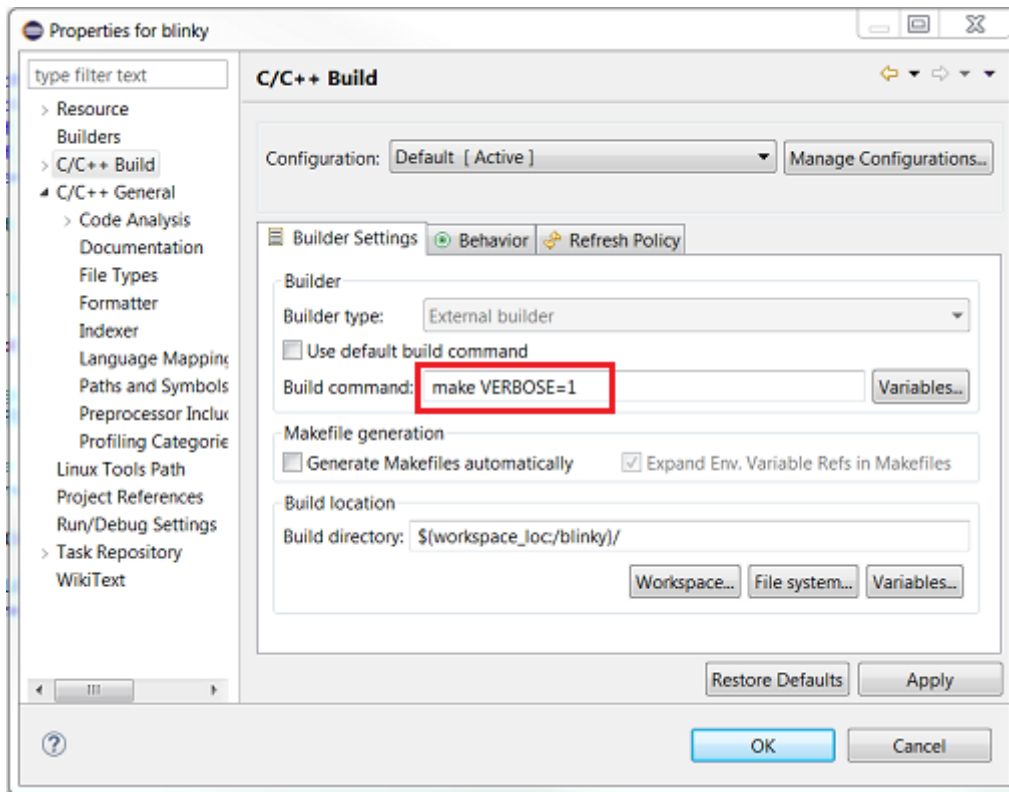 Properties for blinky
type filter text
Resource
Builders
C/C++ Build
C/C++ General
Code Analysis
Documentation
File Types
Formatter
Indexer
Language Mapping
Paths and Symbols
Preprocessor Inclu
Profiling Categorie
Linux Tools Path
Project References
Run/Debug Settings
Task Repository
WikiText
C/C++ Build
Configuration: Default [ Active ] Manage Configurations...
Builder Settings Behavior Refresh Policy
Builder
Builder type: External builder
Use default build command
Build command: make VERBOSE=1 Variables...
Makefile generation
Generate Makefiles automatically Expand Env. Variable Refs in Makefiles
Build location
Build directory: ${workspace_loc:/blinky}/
Workspace... File system... Variables...
Restore Defaults Apply
OK Cancel